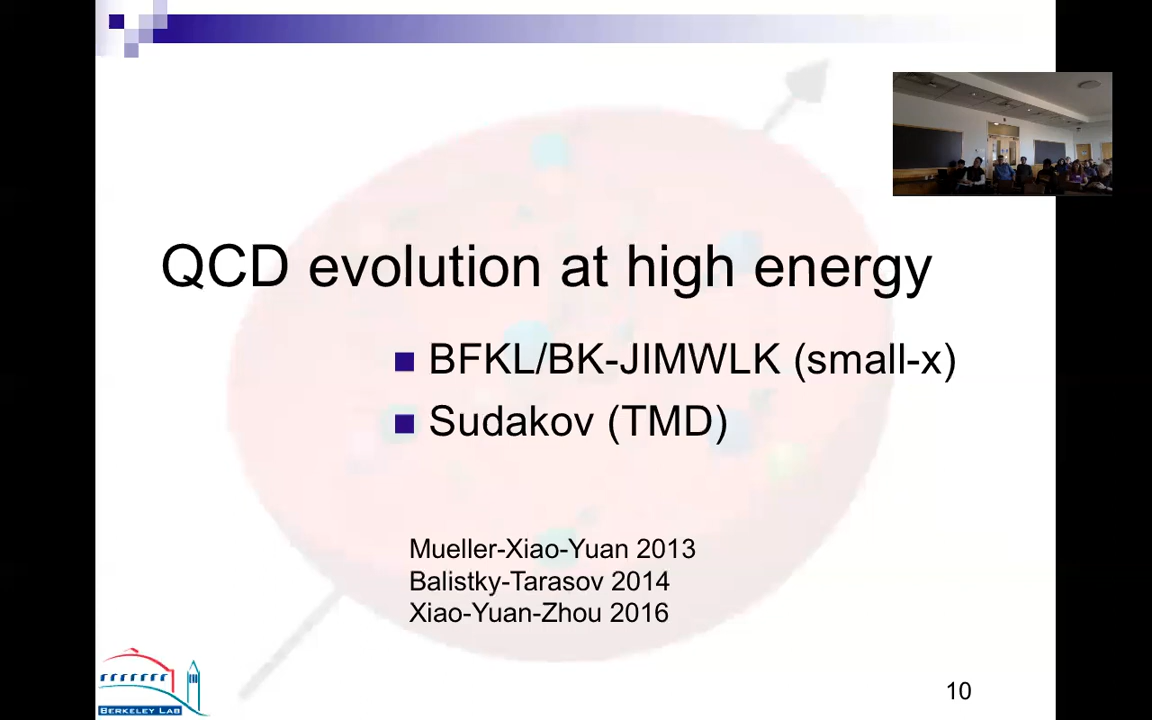 QCD evolution at high energy
BFKL/BK-JIMWLK (small-x)
Sudakov (TMD)
Mueller-Xiao-Yuan 2013
Balistky-Tarasov 2014
Xiao-Yuan-Zhou 2016
BERKELEY LAB
10